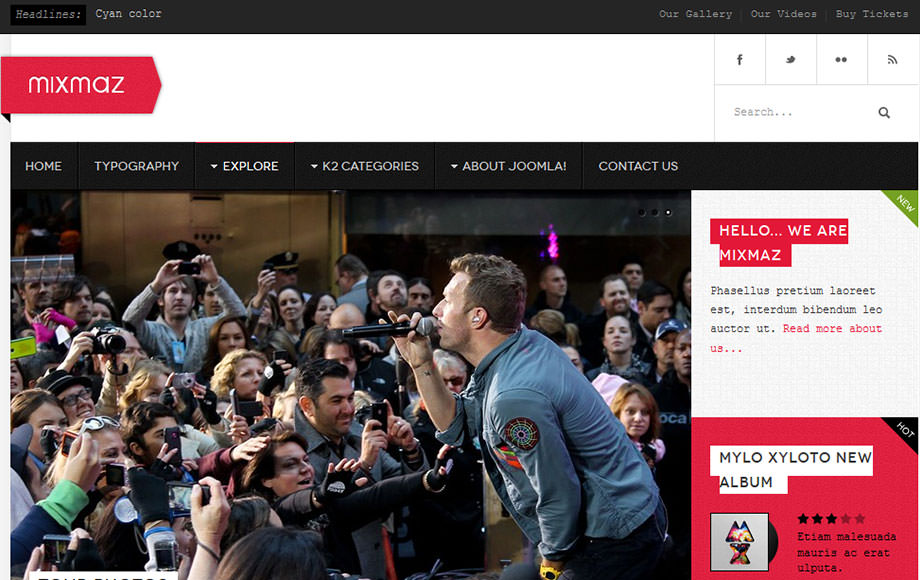 Headlines: Cyan color
Our Gallery | Our Videos | Buy Tickets
mixmaz
Search...
HOME
TYPOGRAPHY
EXPLORE
K2 CATEGORIES
ABOUT JOOMLA!
CONTACT US
NEW
HELLO... WE ARE
MIXMAZ
Phasellus pretium laoreet
est, interdum bibendum leo
auctor ut. Read more about
us...
HOT
MYLO XYLOTO NEW
ALBUM
Etiam malesuada
mauris ac erat
ulputa.
TOUR PHOTOS